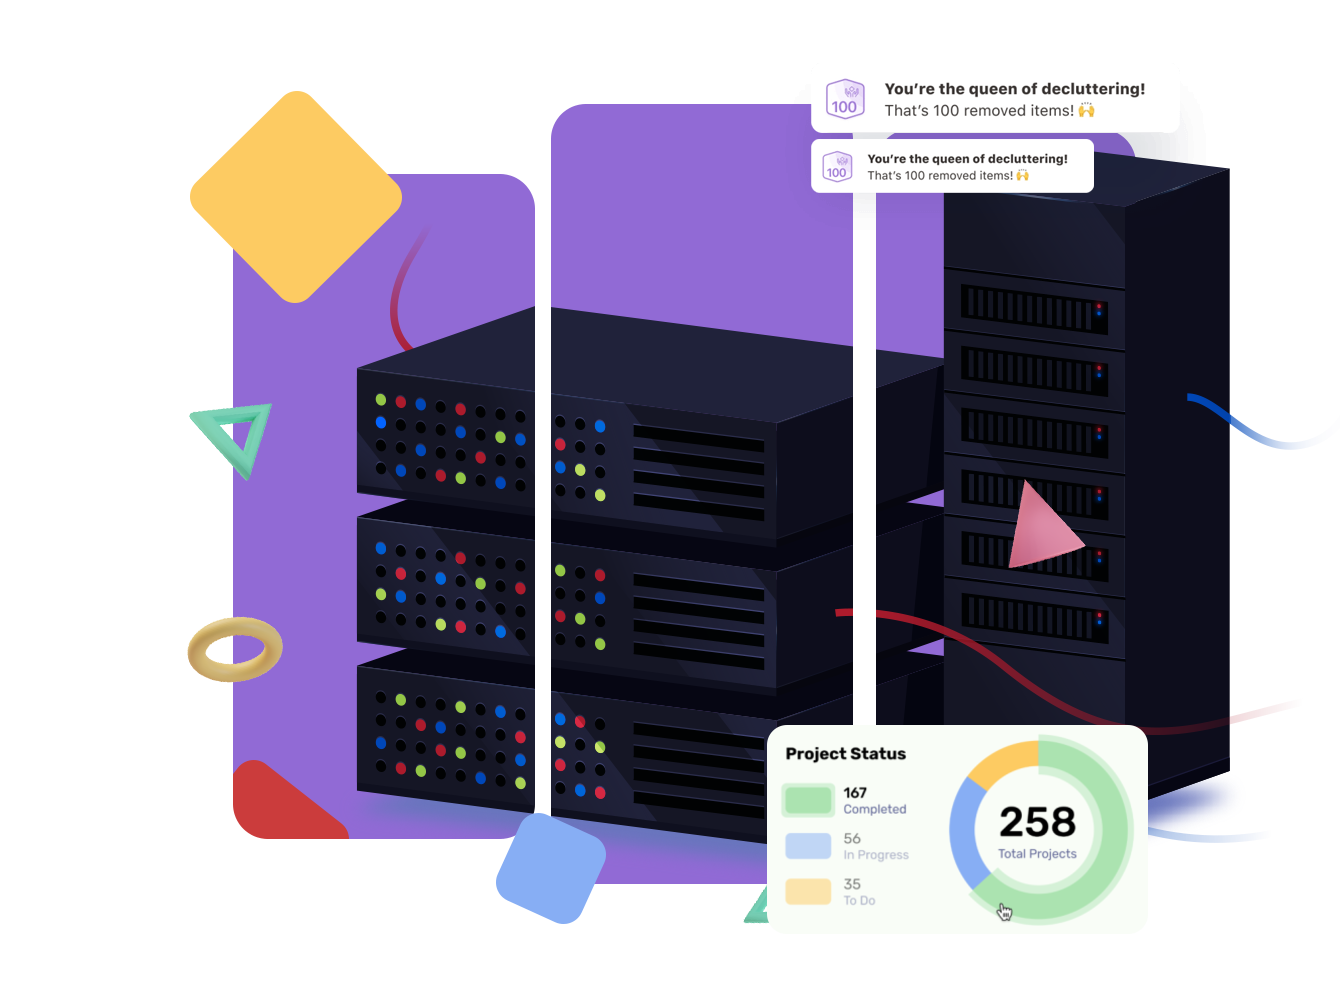 100
You're the queen of decluttering!
That's 100 removed items! 🙌
100
You're the queen of decluttering!
That's 100 removed items! 🙌
Project Status
167
Completed
56
In Progress
35
To Do
258
Total Projects